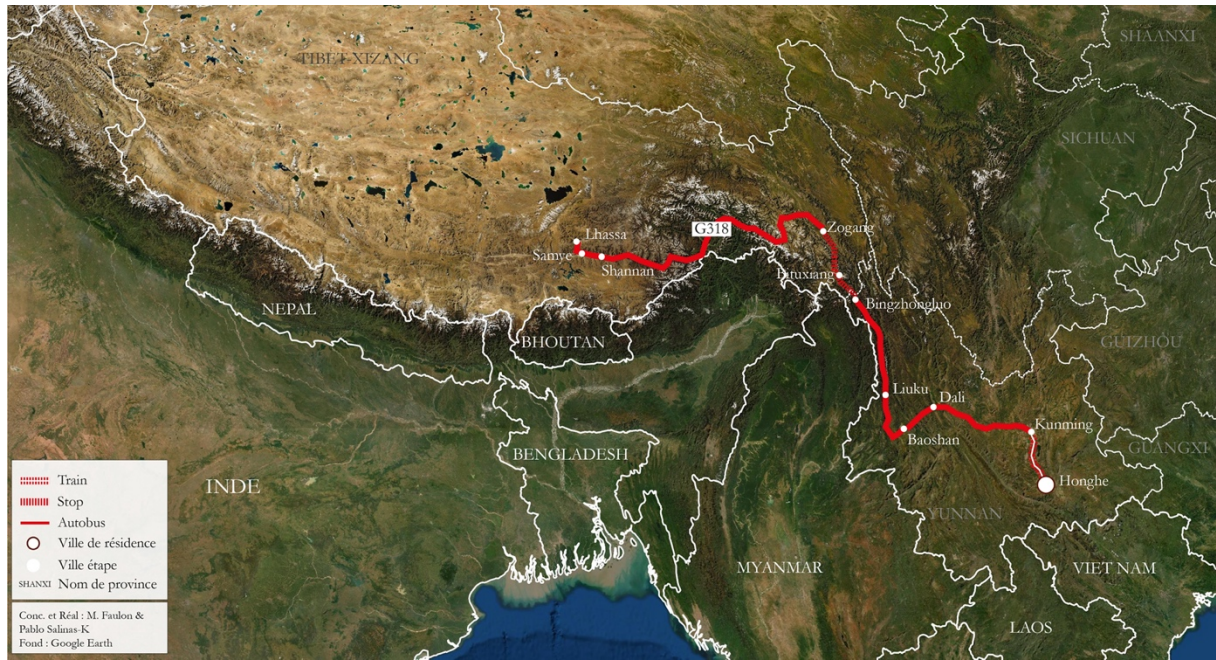 SHAANXI
TIBET XIZANG
SICHUAN
G318
Zogang
Lhassa
Samye
Shannan
Bituxiang
Bingzhongluo
NEPAL
BHOUTAN
GUIZHOU
Liuku
Dali
Baoshan
Kunming
GUANGXI
BENGLADESH
Honghe
INDE
YUNNAN
MYANMAR
VIET NAM
LAOS
Train
Stop
Autobus
Ville de résidence
Ville étape
SHANXI Nom de province
Conc. et Réal : M. Faulon &
Pablo Salinas-K
Fond : Google Earth